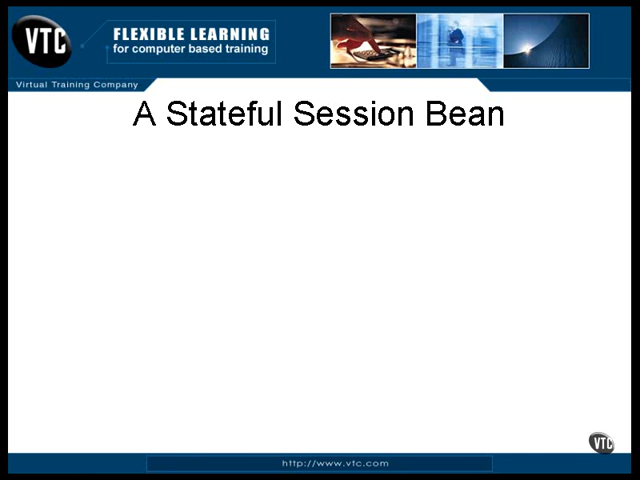 VTC
FLEXIBLE LEARNING
for computer based training
Virtual Training Company
A Stateful Session Bean
VTC
http://www.vtc.com